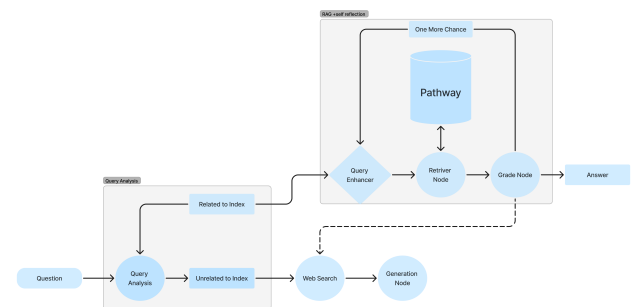 RAG +self reflection
One More Chance
Pathway
Query
Enhancer
Retriver
Node
Grade Node
Answer
Query Analysis
Related to Index
Question
Query
Analysis
Unrelated to Index
Web Search
Generation
Node